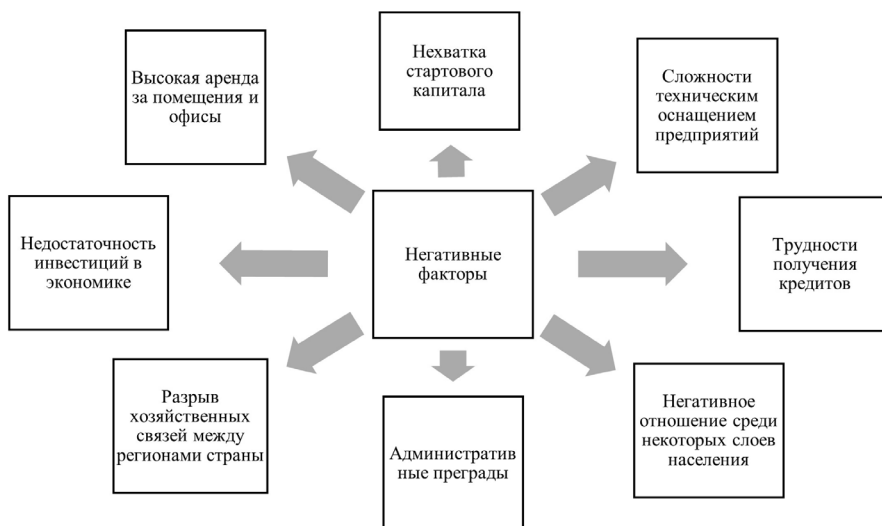 Нехватка
стартового
капитала
Высокая аренда
за помещения и
офисы
Сложности
техническим
оснащением
предприятий
Недостаточность
инвестиций в
экономике
Негативные
факторы
Трудности
получения
кредитов
Разрыв
хозяйственных
связей между
регионами страны
Административ
ные преграды
Негативное
отношение среди
некоторых слоев
населения